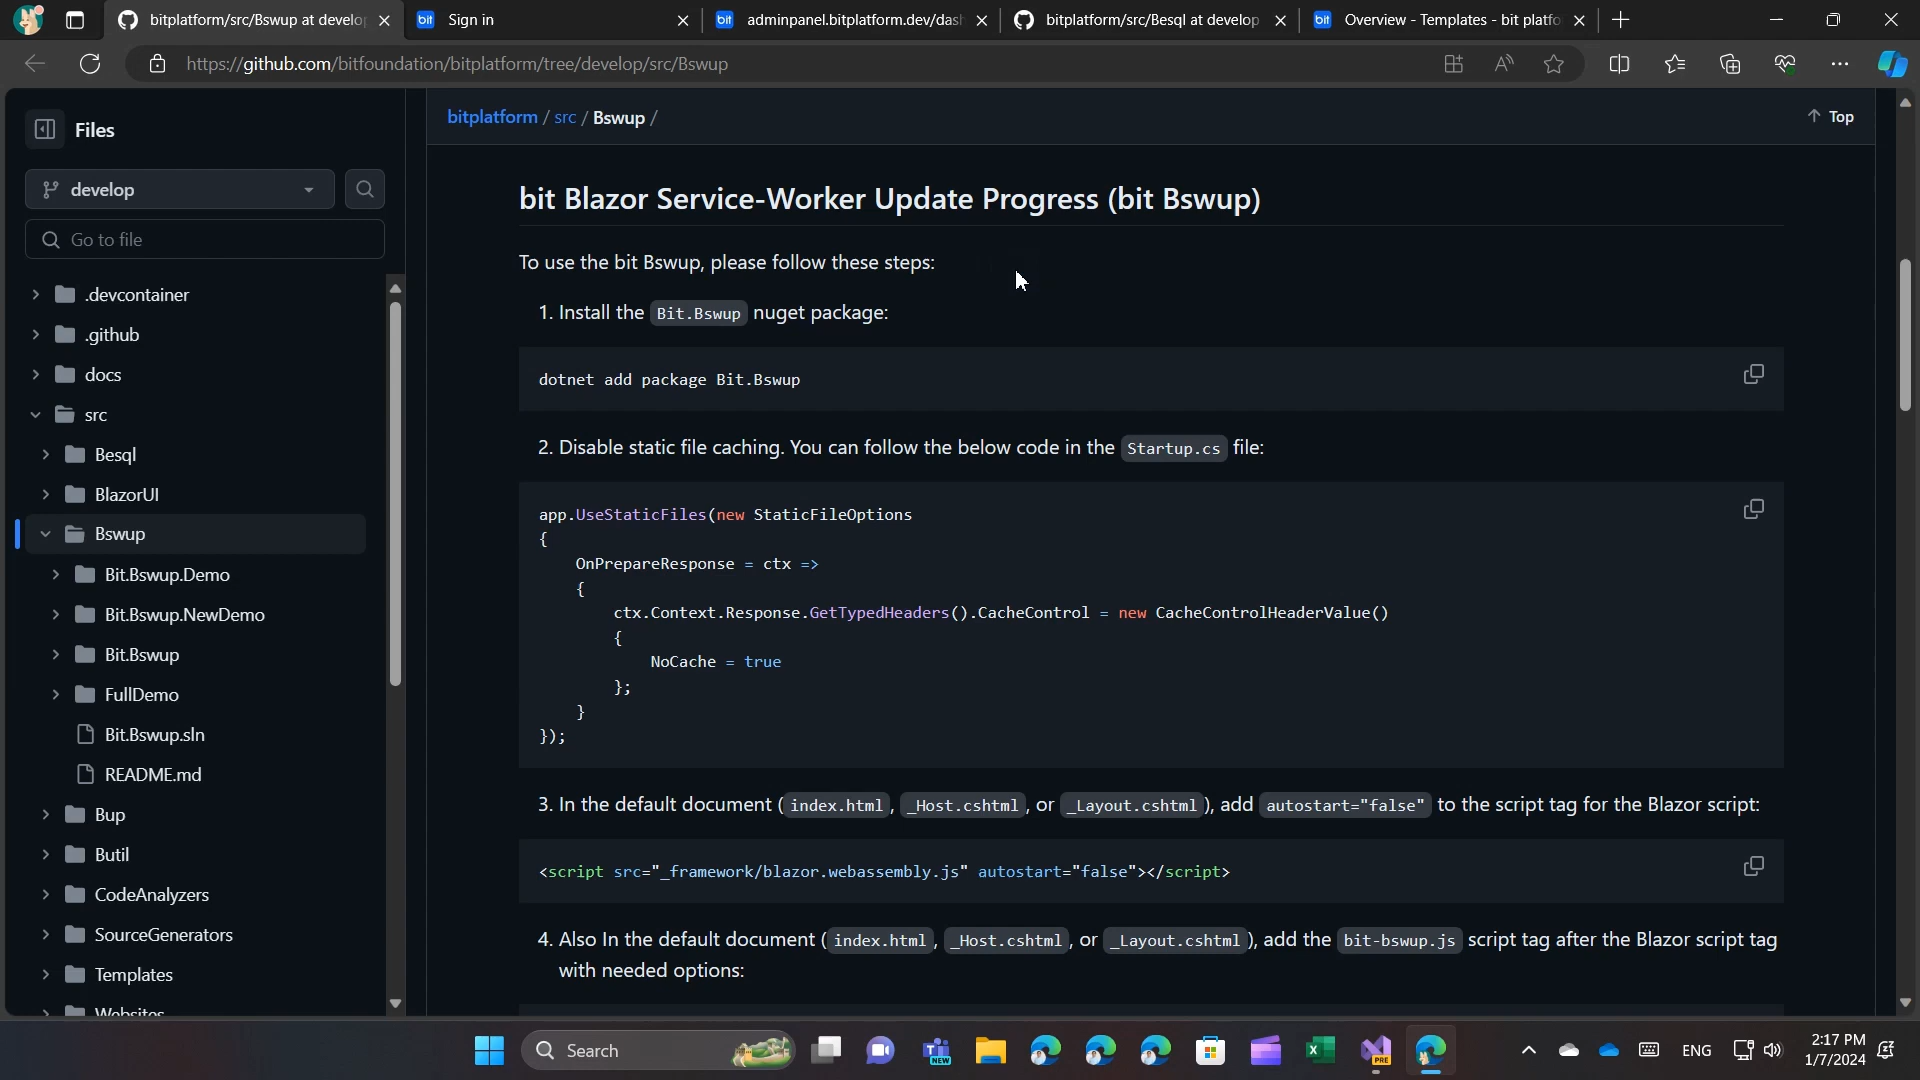 bitplatform/src/Bswup at develop
Sign in
adminpanel.bitplatform.dev/das
bitplatform/src/Besql at develop
Overview - Templates - bit platfo
https://github.com/bitfoundation/bitplatform/tree/develop/src/Bswup
Files
bitplatform / src / Bswup /
Top
develop
Go to file
.devcontainer
.github
docs
src
Besql
BlazorUI
Bswup
Bit.Bswup.Demo
Bit.Bswup.NewDemo
Bit.Bswup
FullDemo
Bit.Bswup.sln
README.md
Bup
Butil
CodeAnalyzers
SourceGenerators
Templates
Websites
bit Blazor Service-Worker Update Progress (bit Bswup)
To use the bit Bswup, please follow these steps:
1. Install the Bit.Bswup nuget package:
dotnet add package Bit.Bswup
2. Disable static file caching. You can follow the below code in the Startup.cs file:
app.UseStaticFiles(new StaticFileOptions
{
OnPrepareResponse = ctx =>
{
ctx.Context.Response.GetTypedHeaders().CacheControl = new CacheControlHeaderValue()
{
NoCache = true
};
}
});
3. In the default document (index.html, _Host.cshtml, or _Layout.cshtml), add autostart="false" to the script tag for the Blazor script:
<script src="_framework/blazor.webassembly.js" autostart="false"></script>
4. Also In the default document (index.html, _Host.cshtml, or _Layout.cshtml), add the bit-bswup.js script tag after the Blazor script tag
with needed options:
Search
ENG
2:17 PM
1/7/2024